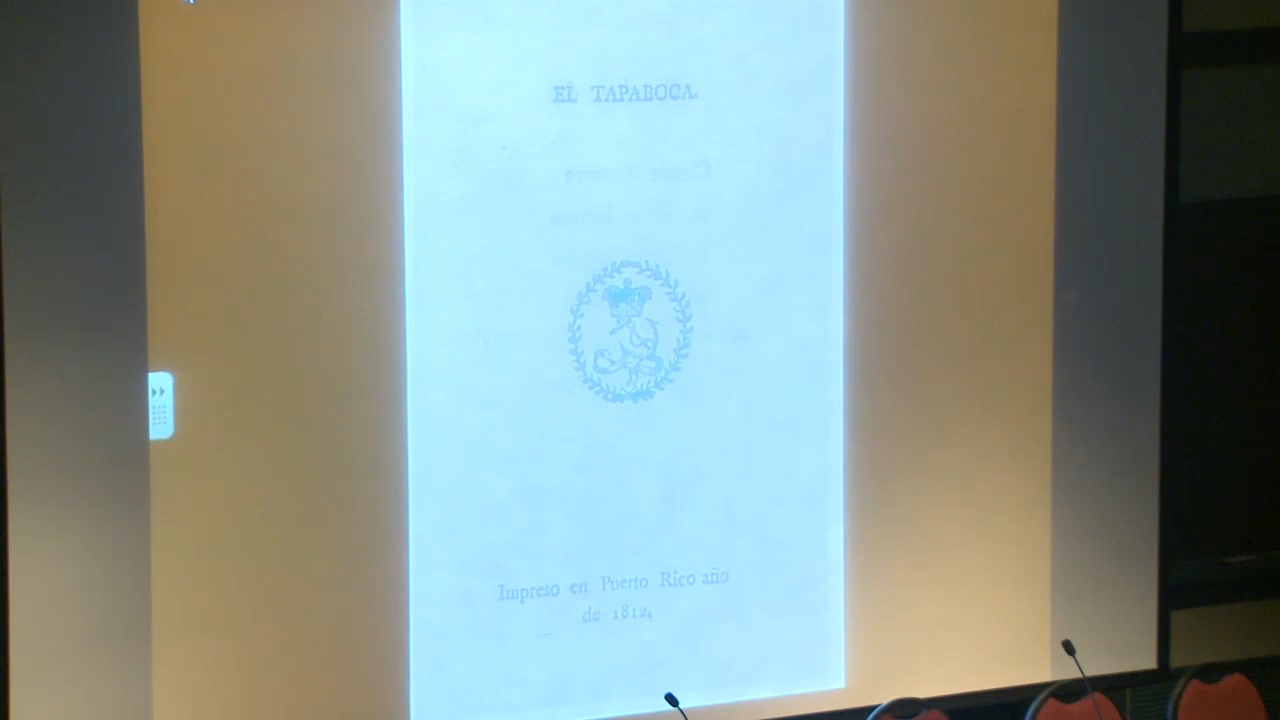 EL TAPABOCA.
Impreso en Puerto Rico año
de 1812,